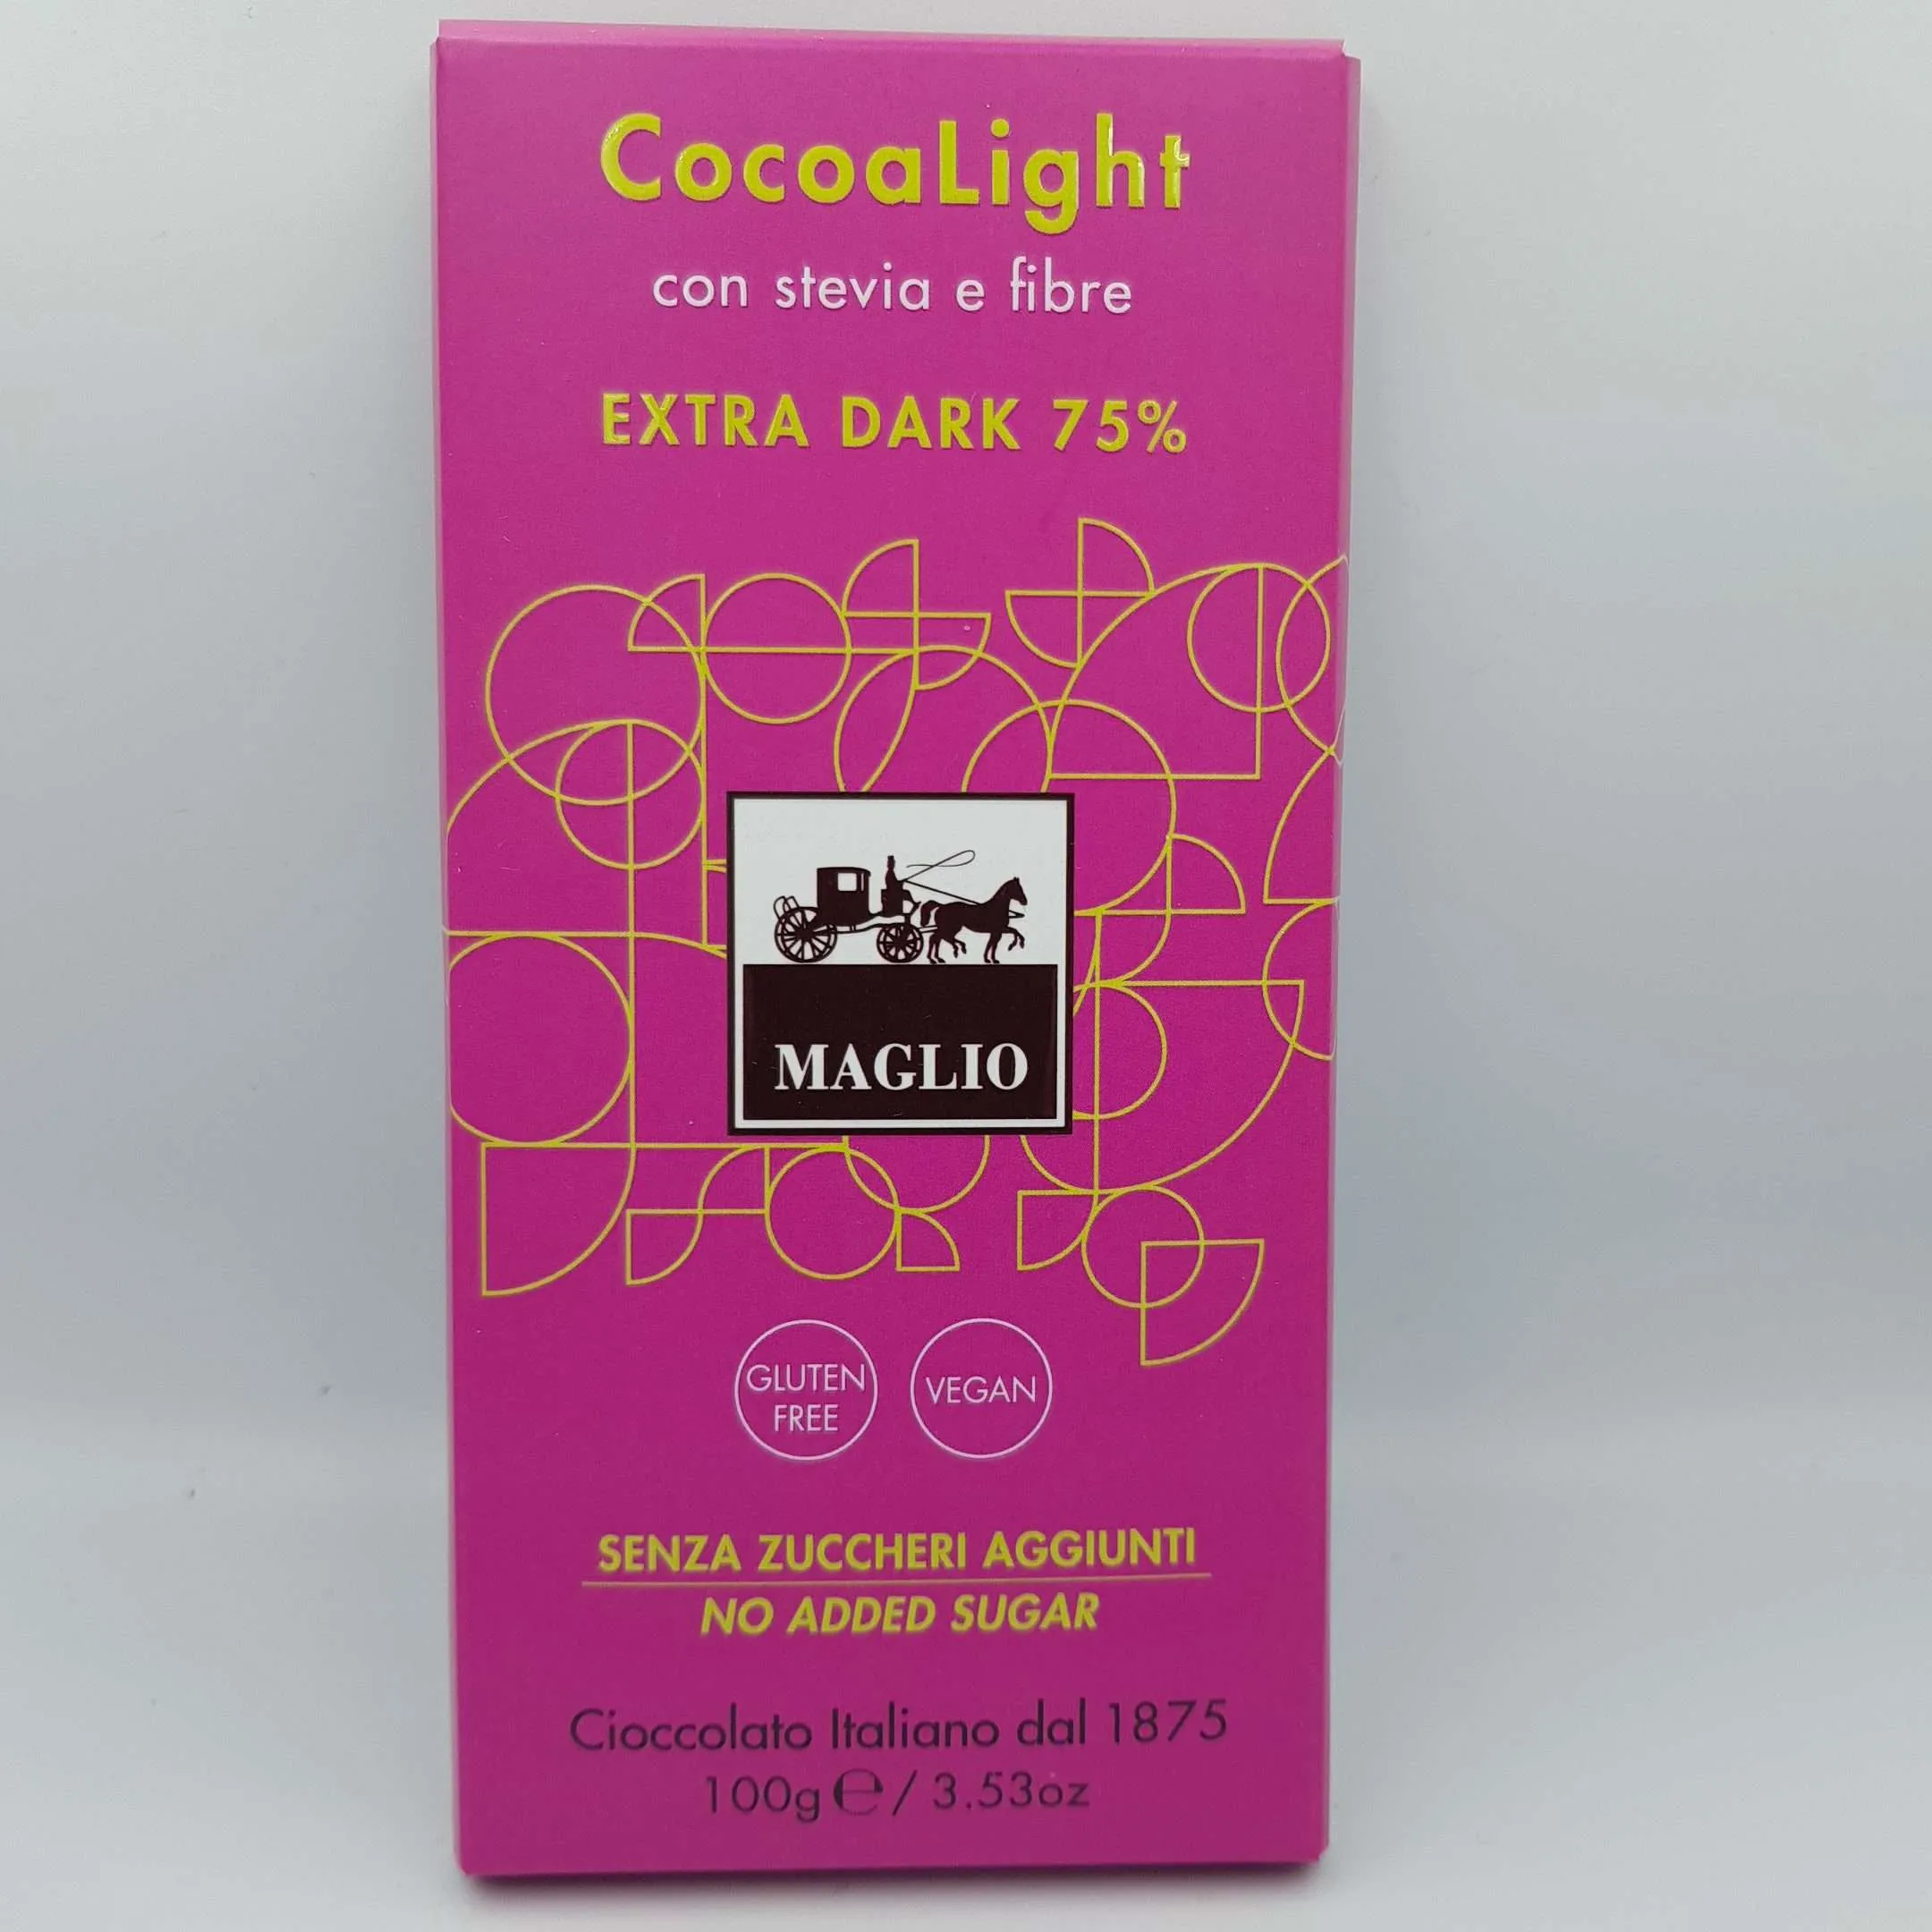 CocoaLight
con stevia e fibre
EXTRA DARK 75%
MAGLIO
GLUTEN
FREE
VEGAN
SENZA ZUCCHERI AGGIUNTI
NO ADDED SUGAR
Cioccolato Italiano dal 1875
100g ℮ / 3.53oz